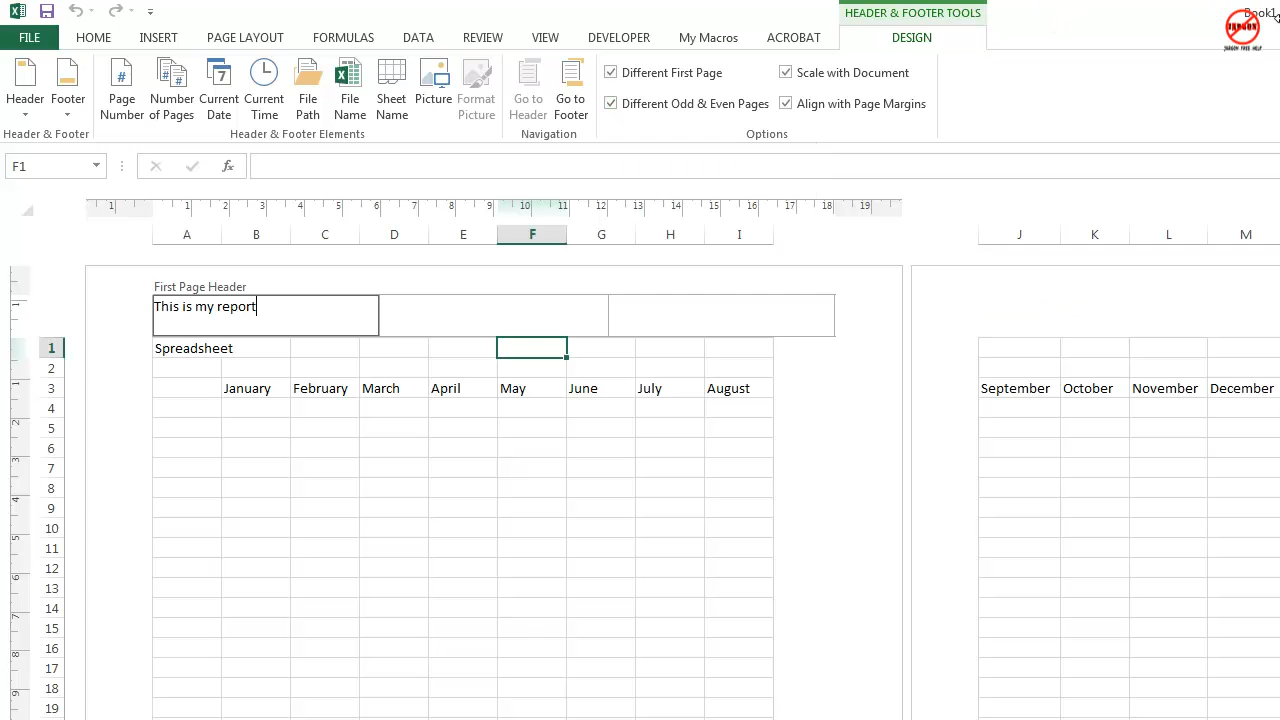 HEADER & FOOTER TOOLS
Book1
FILE HOME INSERT PAGE LAYOUT FORMULAS DATA REVIEW VIEW DEVELOPER My Macros ACROBAT DESIGN
Header Footer Page Number Number of Pages Current Date Current Time File Path File Name Sheet Name Picture Format Picture Go to Header Go to Footer
Different First Page Scale with Document
Different Odd & Even Pages Align with Page Margins
Header & Footer Header & Footer Elements Navigation Options
JARGON FREE HELP
F1 fx
1 1 2 3 4 5 6 7 8 9 10 11 12 13 14 15 16 17 18 19
A B C D E F G H I J K L M
First Page Header
This is my report
1 Spreadsheet
2
3 January February March April May June July August September October November December
4
5
6
7
8
9
10
11
12
13
14
15
16
17
18
19